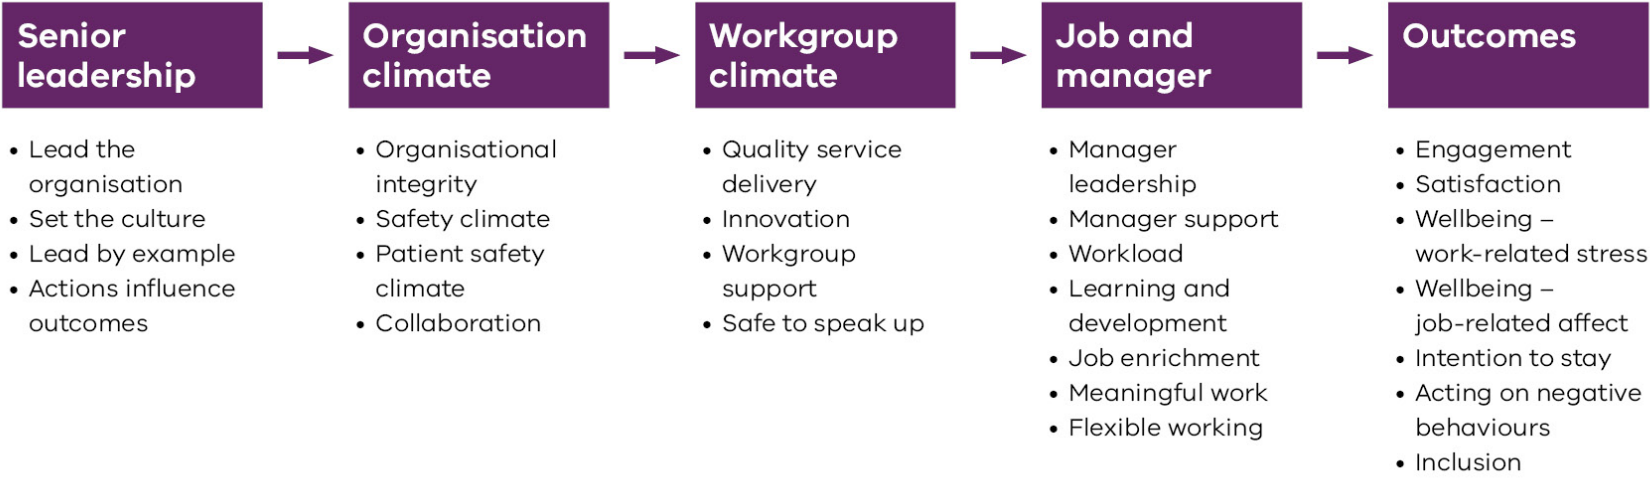 Senior
leadership
• Lead the
organisation
• Set the culture
• Lead by example
• Actions influence
outcomes
Organisation
climate
• Organisational
integrity
• Safety climate
• Patient safety
climate
• Collaboration
Workgroup
climate
• Quality service
delivery
• Innovation
• Workgroup
support
• Safe to speak up
Job and
manager
• Manager
leadership
• Manager support
• Workload
• Learning and
development
• Job enrichment
• Meaningful work
• Flexible working
Outcomes
• Engagement
• Satisfaction
• Wellbeing –
work-related stress
• Wellbeing –
job-related affect
• Intention to stay
• Acting on negative
behaviours
• Inclusion